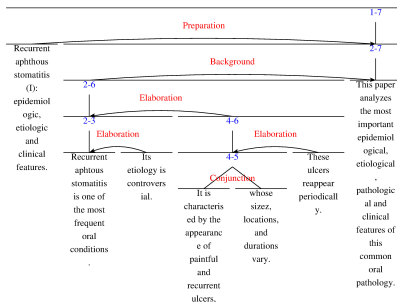 1-7
Preparation
Recurrent
aphthous
stomatitis
(I):
epidemiol
ogic,
etiologic
and
clinical
features.
2-7
Background
2-6
Elaboration
2-3
4-6
Elaboration
Elaboration
Recurrent
aphtous
stomatitis
is one of
the most
frequent
oral
conditions
.
Its
etiology is
controver
sial.
4-5
Conjunction
It is
characteris
ed by the
appearanc
e of
painful
and
recurrent
ulcers,
whose
sizez,
locations,
and
durations
vary.
These
ulcers
reappear
periodicall
y.
This paper
analyzes
the most
important
epidemiol
ogical,
etiological
,
pathologic
al and
clinical
features of
this
common
oral
pathology.